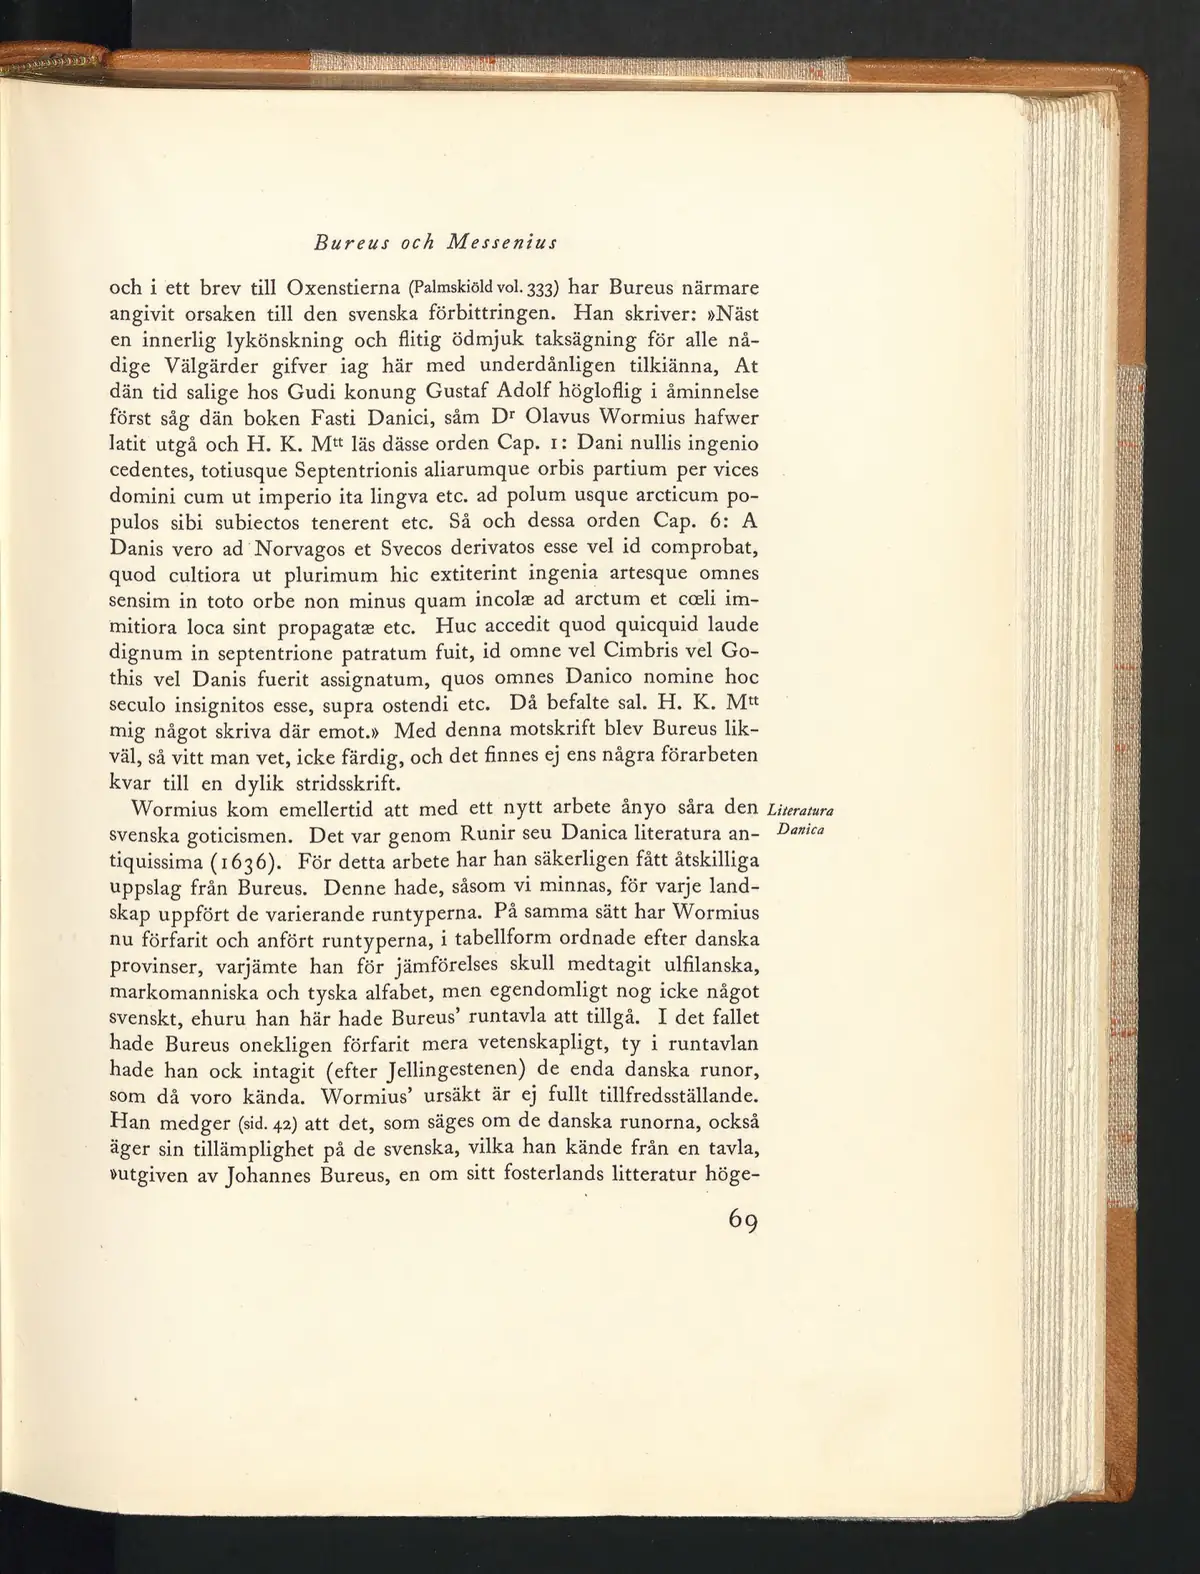 Bureus och Messenius
och i ett brev till Oxenstierna (Palmskiöld vol. 333) har Bureus närmare
angivit orsaken till den svenska förbittringen. Han skriver: »Näst
en innerlig lykönskning och flitig ödmjuk taksägning för alle nå-
dige Välgärder gifver iag här med underdånligen tilkiänna, At
dän tid salige hos Gudi konung Gustaf Adolf högloflig i åminnelse
först såg dän boken Fasti Danici, såm Dr Olavus Wormius hafwer
latit utgå och H. K. Mtt läs dässe orden Cap. 1: Dani nullis ingenio
cedentes, totiusque Septentrionis aliarumque orbis partium per vices
domini cum ut imperio ita lingva etc. ad polum usque arcticum po-
pulos sibi subiectos tenerent etc. Så och dessa orden Cap. 6: A
Danis vero ad Norvagos et Svecos derivatos esse vel id comprobat,
quod cultiora ut plurimum hic extiterint ingenia artesque omnes
sensim in toto orbe non minus quam incolæ ad arctum et cœli im-
mitiora loca sint propagatæ etc. Huc accedit quod quicquid laude
dignum in septentrione patratum fuit, id omne vel Cimbris vel Go-
this vel Danis fuerit assignatum, quos omnes Danico nomine hoc
seculo insignitos esse, supra ostendi etc. Då befalte sal. H. K. Mtt
mig något skriva där emot.» Med denna motskrift blev Bureus lik-
väl, så vitt man vet, icke färdig, och det finnes ej ens några förarbeten
kvar till en dylik stridsskrift.
Wormius kom emellertid att med ett nytt arbete ånyo såra den Literatura
svenska goticismen. Det var genom Runir seu Danica literatura an- Danica
tiquissima (1636). För detta arbete har han säkerligen fått åtskilliga
uppslag från Bureus. Denne hade, såsom vi minnas, för varje land-
skap uppfört de varierande runtyperna. På samma sätt har Wormius
nu förfarit och anfört runtyperna, i tabellform ordnade efter danska
provinser, varjämte han för jämförelses skull medtagit ulfilanska,
markomanniska och tyska alfabet, men egendomligt nog icke något
svenskt, ehuru han här hade Bureus’ runtavla att tillgå. I det fallet
hade Bureus onekligen förfarit mera vetenskapligt, ty i runtavlan
hade han ock intagit (efter Jellingestenen) de enda danska runor,
som då voro kända. Wormius’ ursäkt är ej fullt tillfredsställande.
Han medger (sid. 42) att det, som säges om de danska runorna, också
äger sin tillämplighet på de svenska, vilka han kände från en tavla,
»utgiven av Johannes Bureus, en om sitt fosterlands litteratur höge-
69